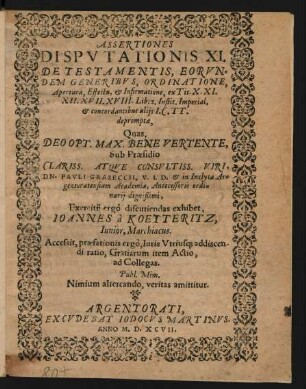 ASSERTIONES
DISPVTATIONIS XI.
DE TESTAMENTIS, EORVN-
DEM GENERIBVS, ORDINATIONE,
Apertura, Effectu, & Infirmatione, ex Tit. X. XI.
XII. XVII. XVIII. Lib. 2. Instit. Imperial.
& concordantibus alijs I. C. TT.
depromptæ,
Quas,
DEO OPT. MAX. BENE VERTENTE,
Sub Præsidio
CLARISS. ATQVE CONSVLTISS. VIRI,
DN. PAVLI GRASECCII, V. I. D. & in Inclyta Ar-
gentoratensium Academia, Antecessoris ordi-
narij dignissimi,
Exercitij ergò discutiendas exhibet,
IOANNES à KOEYTERITZ,
Iunior, Marchiacus.
Accessit, præfationis ergò, Iuris Vtriusq; addiscen-
di ratio, Gratiarum item Actio,
ad Collegas.
Publ. Mim.
Nimium altercando, veritas amittitur.
ARGENTORATI,
EXCVDEBAT IODOCVS MARTINVS.
ANNO M. D. XCVII.